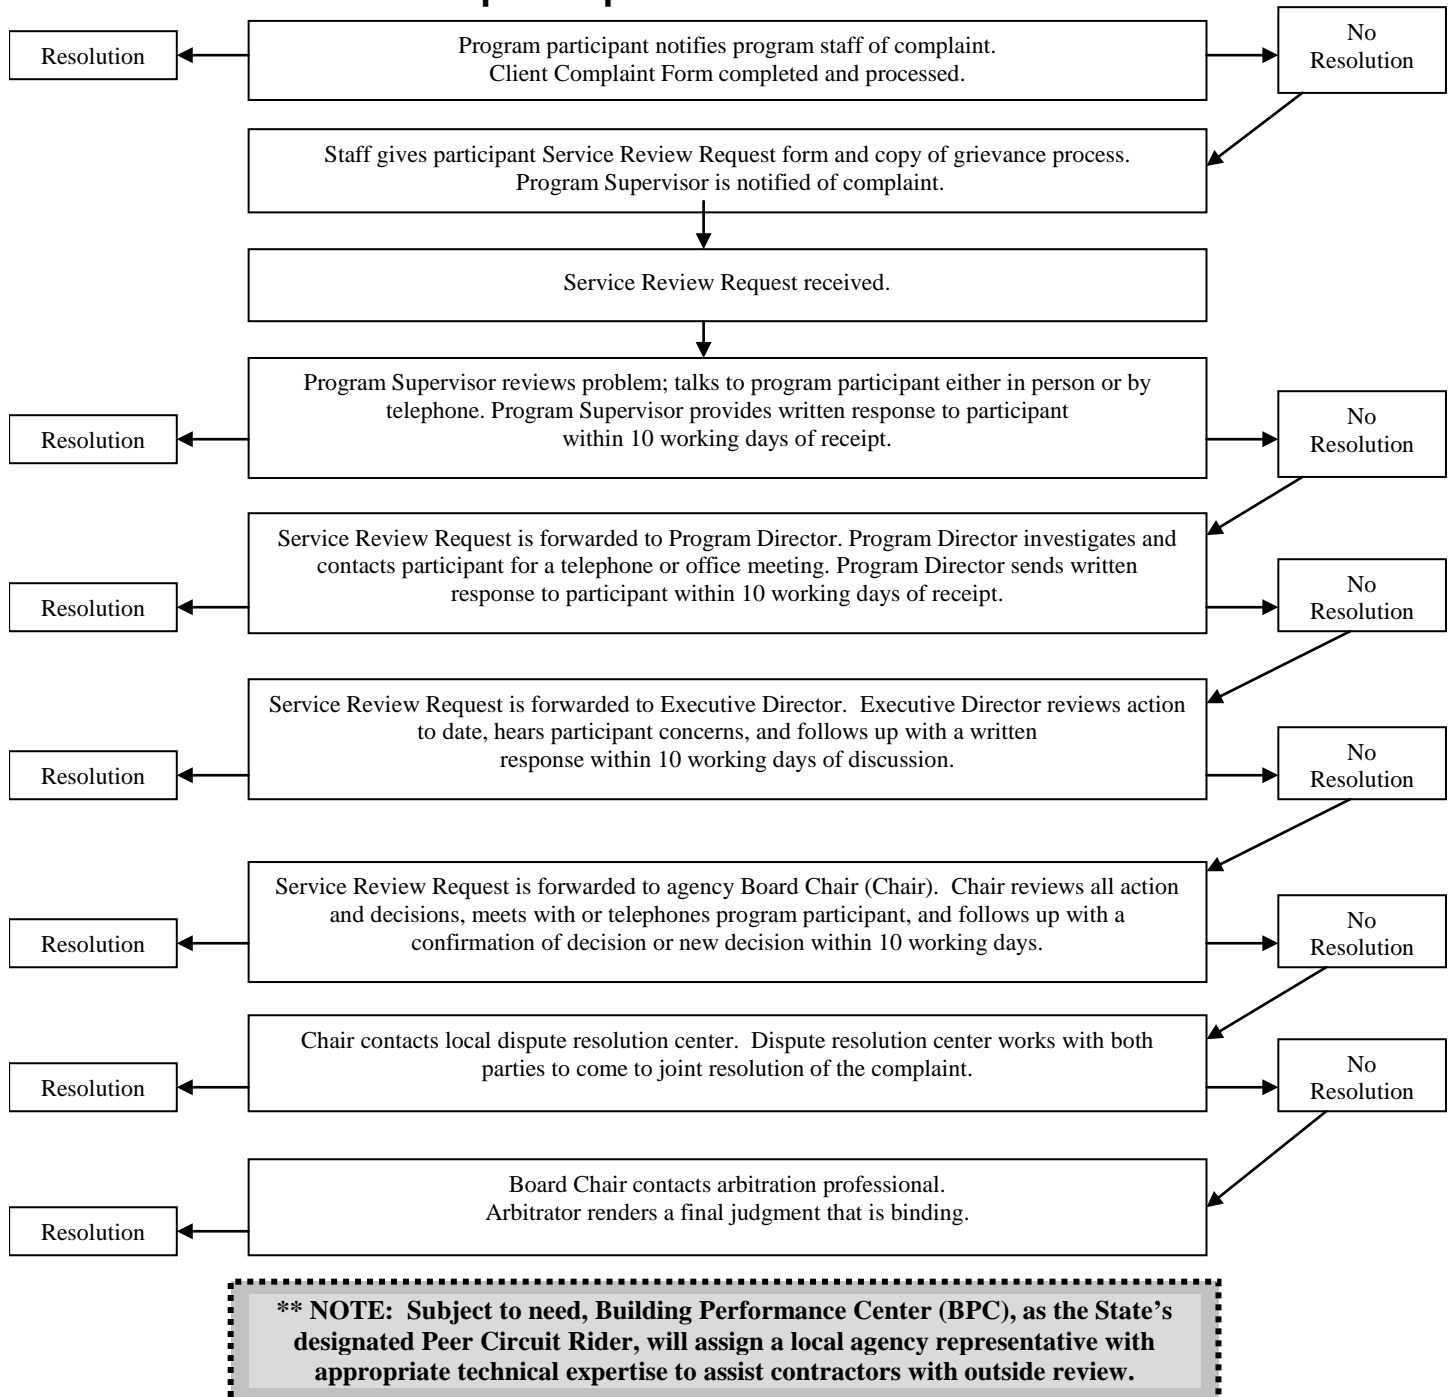 Resolution
Program participant notifies program staff of complaint.
Client Complaint Form completed and processed.
No
Resolution
Staff gives participant Service Review Request form and copy of grievance process.
Program Supervisor is notified of complaint.
Service Review Request received.
Program Supervisor reviews problem; talks to program participant either in person or by
telephone. Program Supervisor provides written response to participant
within 10 working days of receipt.
Resolution
No
Resolution
Service Review Request is forwarded to Program Director. Program Director investigates and
contacts participant for a telephone or office meeting. Program Director sends written
response to participant within 10 working days of receipt.
Resolution
No
Resolution
Service Review Request is forwarded to Executive Director.  Executive Director reviews action
to date, hears participant concerns, and follows up with a written
response within 10 working days of discussion.
Resolution
No
Resolution
Service Review Request is forwarded to agency Board Chair (Chair).  Chair reviews all action
and decisions, meets with or telephones program participant, and follows up with a
confirmation of decision or new decision within 10 working days.
Resolution
No
Resolution
Chair contacts local dispute resolution center.  Dispute resolution center works with both
parties to come to joint resolution of the complaint.
Resolution
No
Resolution
Board Chair contacts arbitration professional.
Arbitrator renders a final judgment that is binding.
Resolution
** NOTE:  Subject to need, Building Performance Center (BPC), as the State’s
designated Peer Circuit Rider, will assign a local agency representative with
appropriate technical expertise to assist contractors with outside review.